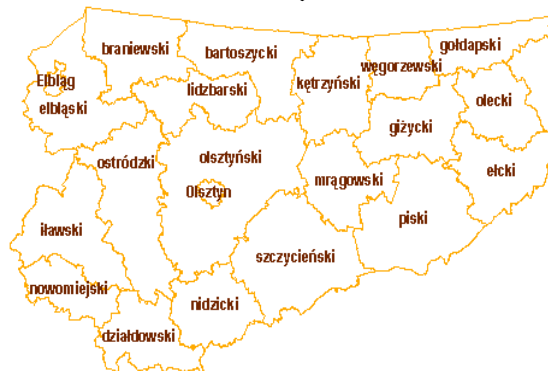 braniewski
bartoszycki
gołdapski
węgorzewski
Elbląg
elbląski
lidzbarski
kętrzyński
olecki
giżycki
ostródzki
olsztyński
mrągowski
ełcki
Olsztyn
piski
iławski
szczycieński
nowomiejski
nidzicki
działdowski